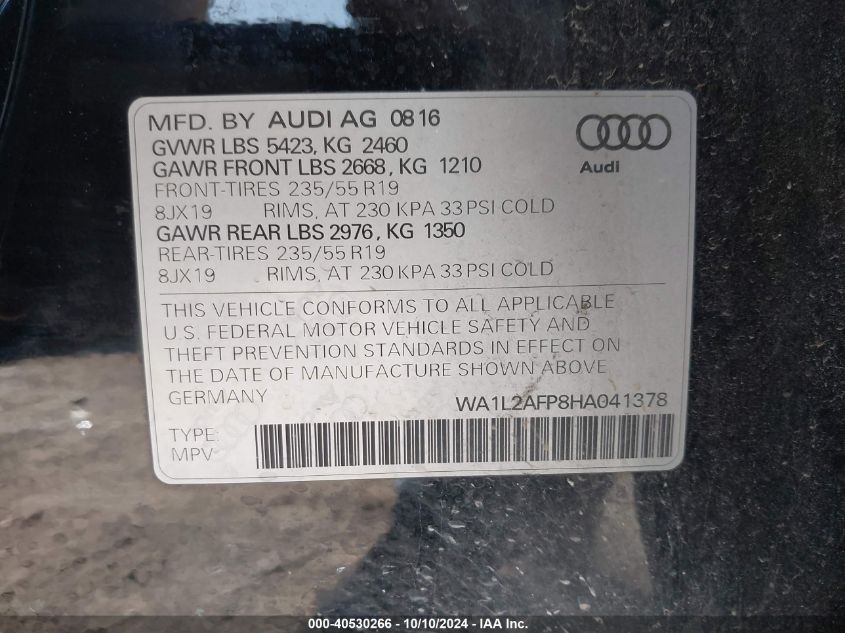 MFD. BY AUDI AG 0816
GVWR LBS 5423, KG 2460
GAWR FRONT LBS 2668, KG 1210
FRONT-TIRES 235/55 R19
8JX19 RIMS, AT 230 KPA 33 PSI COLD
GAWR REAR LBS 2976, KG 1350
REAR-TIRES 235/55 R19
8JX19 RIMS, AT 230 KPA 33 PSI COLD
Audi
THIS VEHICLE CONFORMS TO ALL APPLICABLE
U.S. FEDERAL MOTOR VEHICLE SAFETY AND
THEFT PREVENTION STANDARDS IN EFFECT ON
THE DATE OF MANUFACTURE SHOWN ABOVE
GERMANY WA1L2AFP8HA041378
TYPE:
MPV
000-40530266 - 10/10/2024 - WA1, INC.